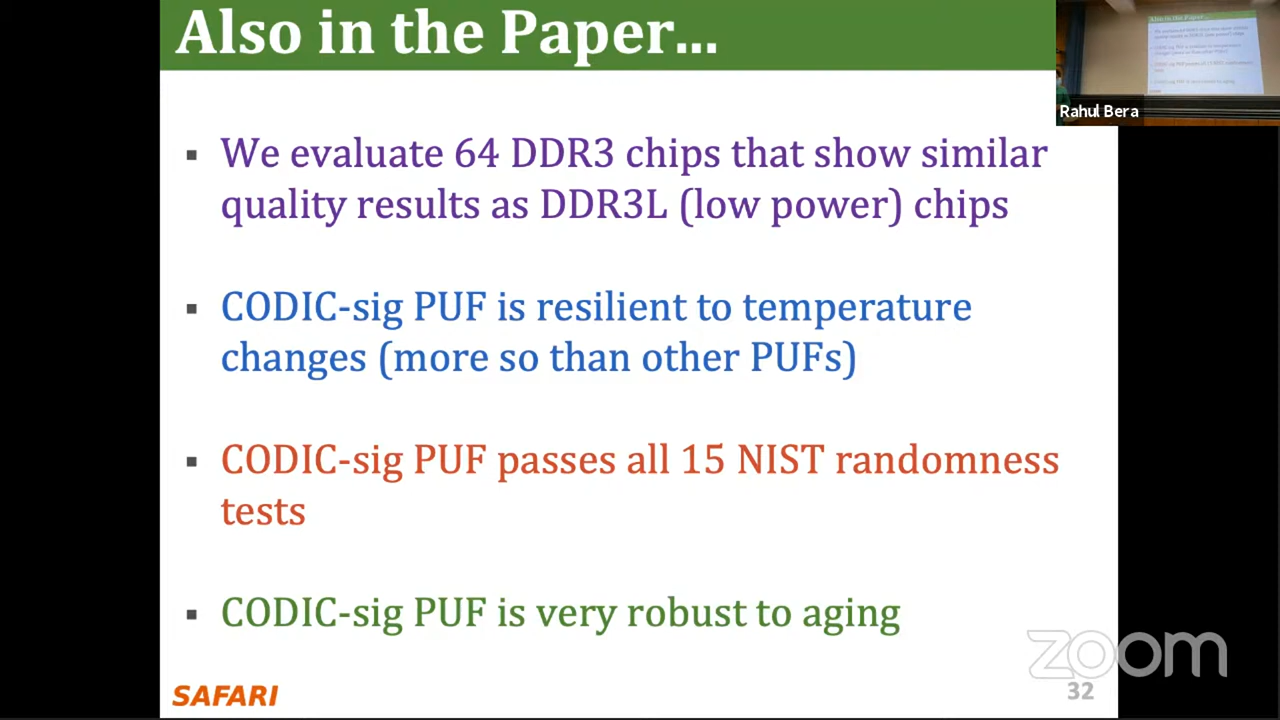 Also in the Paper...
Rahul Bera
▪ We evaluate 64 DDR3 chips that show similar
quality results as DDR3L (low power) chips
▪ CODIC-sig PUF is resilient to temperature
changes (more so than other PUFs)
▪ CODIC-sig PUF passes all 15 NIST randomness
tests
▪ CODIC-sig PUF is very robust to aging
zoom
SAFARI
32